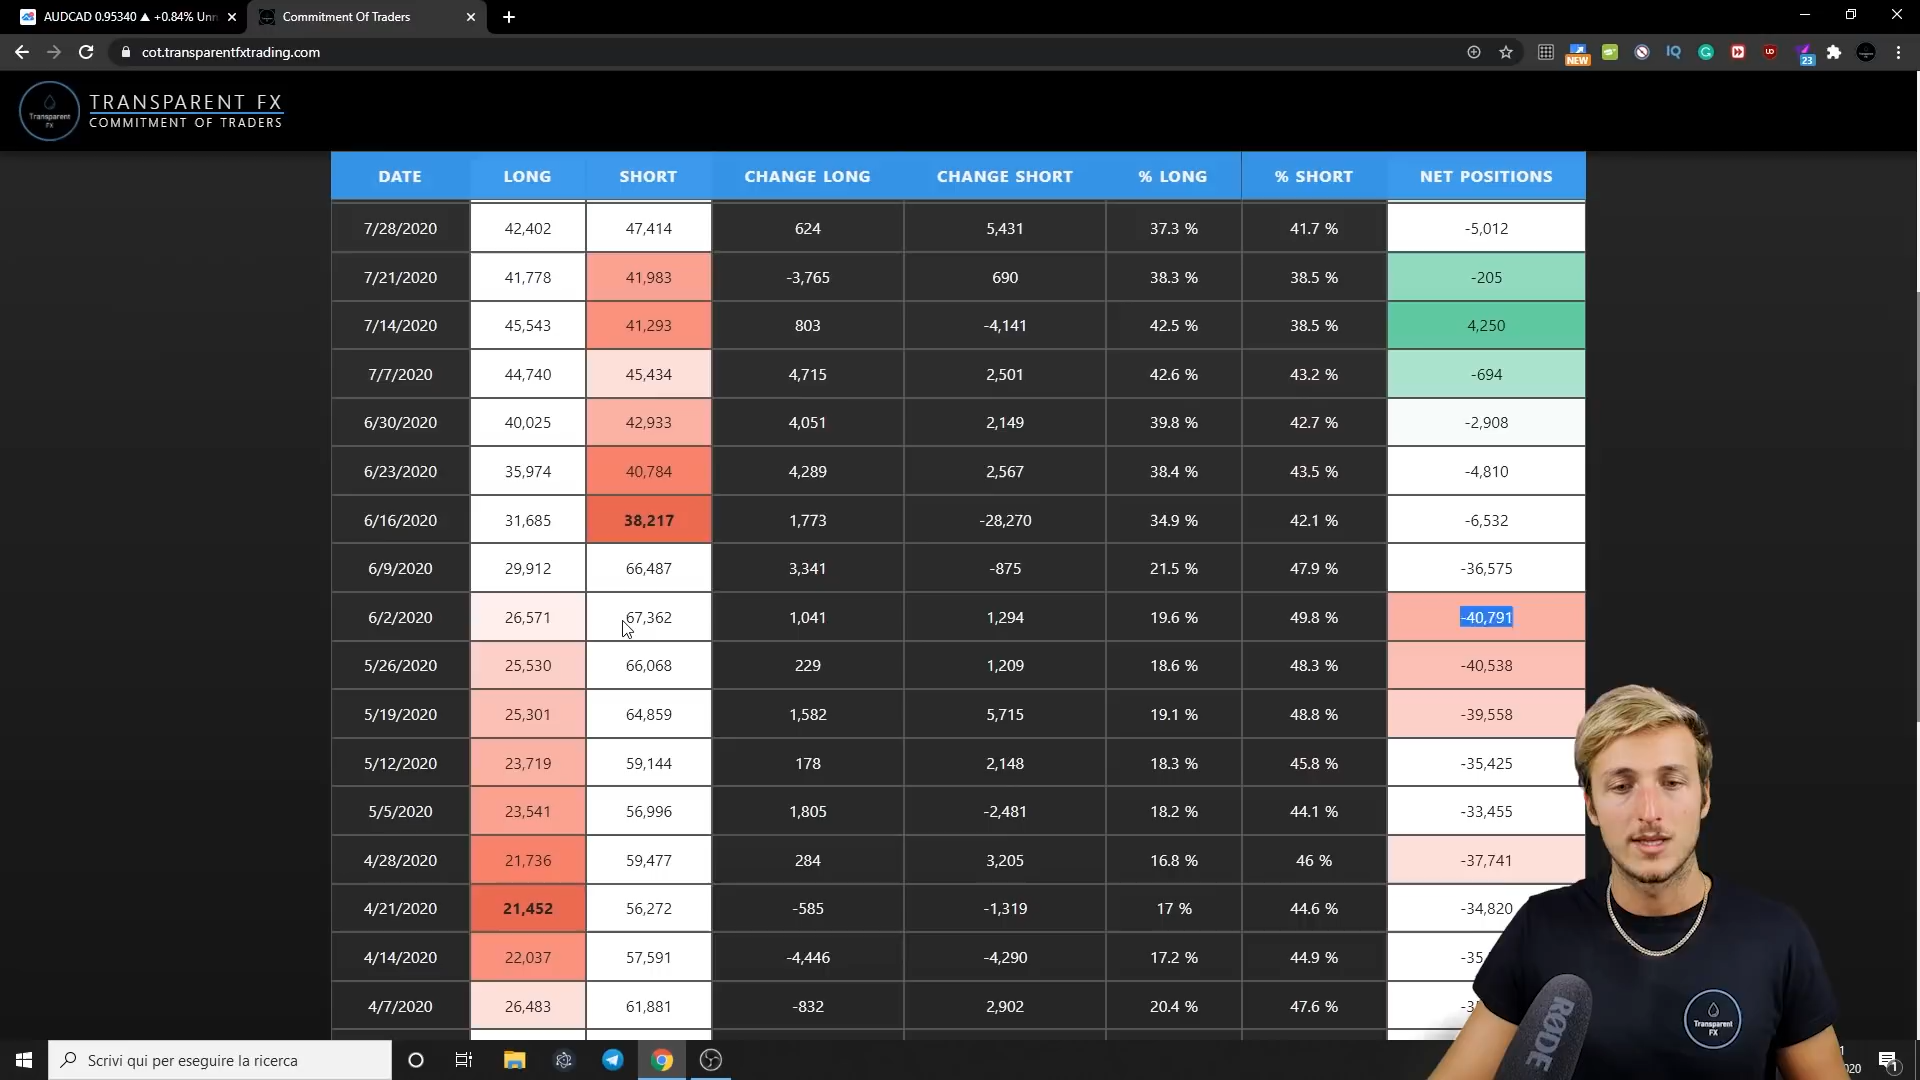 AUDCAD 0.95340 ▲ +0.84% Unn
Commitment Of Traders
cot.transparentfxtrading.com
NEW
IQ
UD
23
Transparent FX
TRANSPARENT FX
COMMITMENT OF TRADERS
DATE LONG SHORT CHANGE LONG CHANGE SHORT % LONG % SHORT NET POSITIONS
7/28/2020 42,402 47,414 624 5,431 37.3 % 41.7 % -5,012
7/21/2020 41,778 41,983 -3,765 690 38.3 % 38.5 % -205
7/14/2020 45,543 41,293 803 -4,141 42.5 % 38.5 % 4,250
7/7/2020 44,740 45,434 4,715 2,501 42.6 % 43.2 % -694
6/30/2020 40,025 42,933 4,051 2,149 39.8 % 42.7 % -2,908
6/23/2020 35,974 40,784 4,289 2,567 38.4 % 43.5 % -4,810
6/16/2020 31,685 38,217 1,773 -28,270 34.9 % 42.1 % -6,532
6/9/2020 29,912 66,487 3,341 -875 21.5 % 47.9 % -36,575
6/2/2020 26,571 67,362 1,041 1,294 19.6 % 49.8 % -40,791
5/26/2020 25,530 66,068 229 1,209 18.6 % 48.3 % -40,538
5/19/2020 25,301 64,859 1,582 5,715 19.1 % 48.8 % -39,558
5/12/2020 23,719 59,144 178 2,148 18.3 % 45.8 % -35,425
5/5/2020 23,541 56,996 1,805 -2,481 18.2 % 44.1 % -33,455
4/28/2020 21,736 59,477 284 3,205 16.8 % 46 % -37,741
4/21/2020 21,452 56,272 -585 -1,319 17 % 44.6 % -34,820
4/14/2020 22,037 57,591 -4,446 -4,290 17.2 % 44.9 %
4/7/2020 26,483 61,881 -832 2,902 20.4 % 47.6 %
RØDE
Transparent FX
Scrivi qui per eseguire la ricerca
1